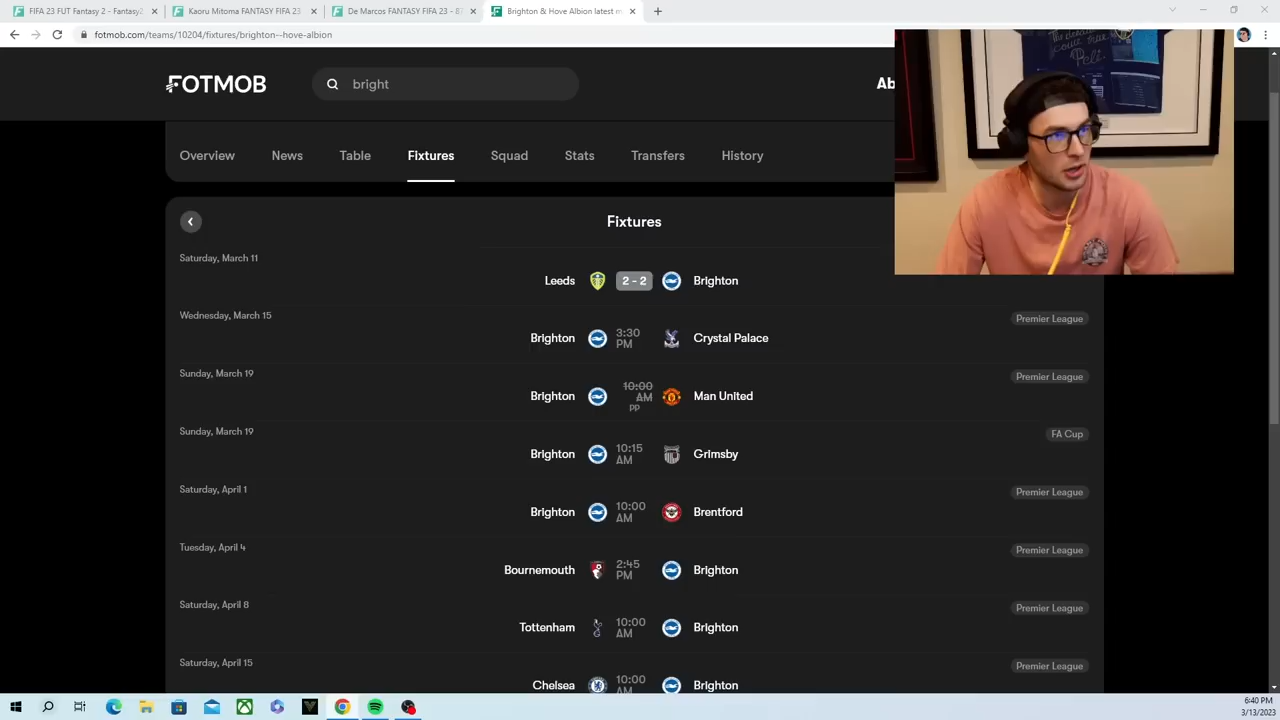 FIFA 23 FUT Fantasy 2 - Fantasy
Kaoru Mitoma FANTASY FIFA 23
De Marcos FANTASY FIFA 23 - 87
Brighton & Hove Albion latest m
fotmob.com/teams/10204/fixtures/brighton--hove-albion
FOTMOB
bright
Ab
Overview News Table Fixtures Squad Stats Transfers History
Fixtures
Saturday, March 11
Leeds 2 - 2 Brighton
Wednesday, March 15
Premier League
Brighton 3:30 PM Crystal Palace
Sunday, March 19
Premier League
Brighton 10:00 AM PP Man United
Sunday, March 19
FA Cup
Brighton 10:15 AM Grimsby
Saturday, April 1
Premier League
Brighton 10:00 AM Brentford
Tuesday, April 4
Premier League
Bournemouth 2:45 PM Brighton
Saturday, April 8
Premier League
Tottenham 10:00 AM Brighton
Saturday, April 15
Premier League
Chelsea 10:00 AM Brighton
6:40 PM
3/13/2023